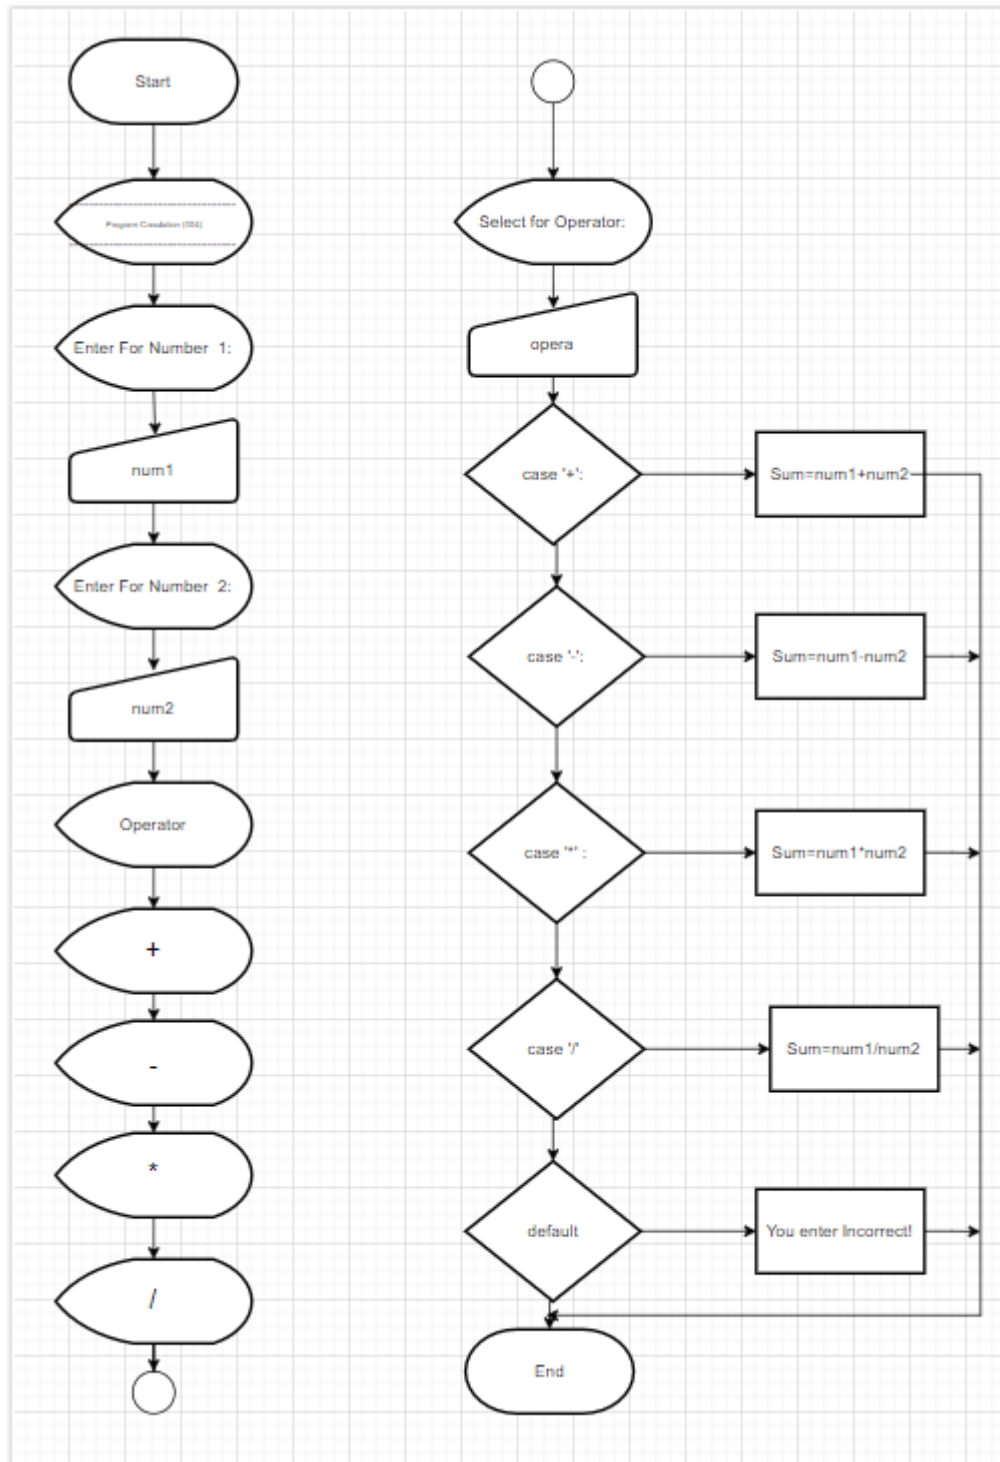 Start
Enter For Number 1:
num1
Enter For Number 2:
num2
Operator
+
-
*
/
Select for Operator:
opera
case '+':
Sum=num1+num2
case '-':
Sum=num1-num2
case '*' :
Sum=num1*num2
case '/'
Sum=num1/num2
default
You enter Incorrect!
End